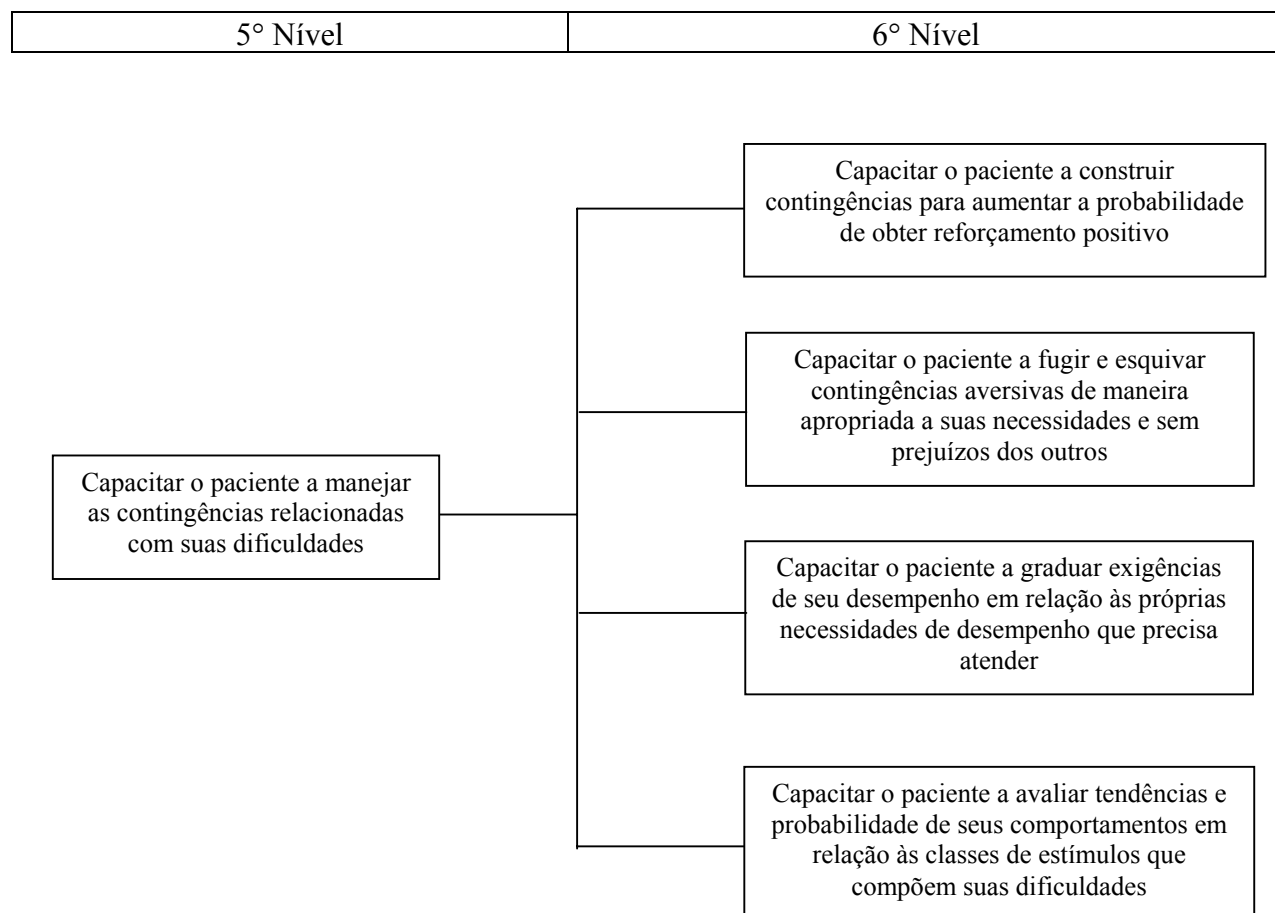 5° Nível
6° Nível
Capacitar o paciente a construir
contingências para aumentar a probabilidade
de obter reforçamento positivo
Capacitar o paciente a fugir e esquivar
contingências aversivas de maneira
apropriada a suas necessidades e sem
prejuízos dos outros
Capacitar o paciente a manejar
as contingências relacionadas
com suas dificuldades
Capacitar o paciente a graduar exigências
de seu desempenho em relação às próprias
necessidades de desempenho que precisa
atender
Capacitar o paciente a avaliar tendências e
probabilidade de seus comportamentos em
relação às classes de estímulos que
compõem suas dificuldades